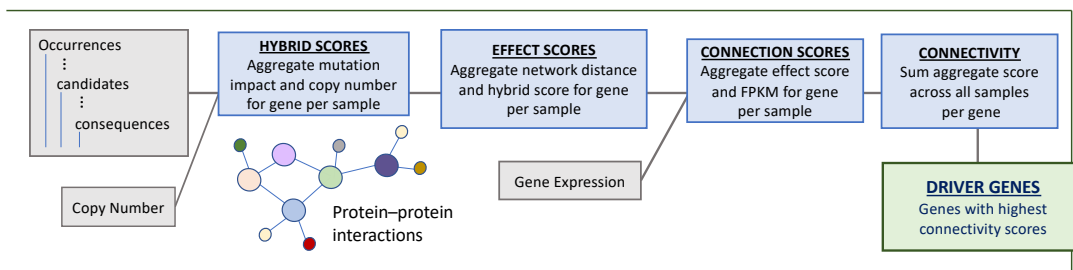 Occurrences
⋮
candidates
⋮
consequences
Copy Number
HYBRID SCORES
Aggregate mutation
impact and copy number
for gene per sample
Protein–protein
interactions
EFFECT SCORES
Aggregate network distance
and hybrid score for gene
per sample
Gene Expression
CONNECTION SCORES
Aggregate effect score
and FPKM for gene
per sample
CONNECTIVITY
Sum aggregate score
across all samples
per gene
DRIVER GENES
Genes with highest
connectivity scores